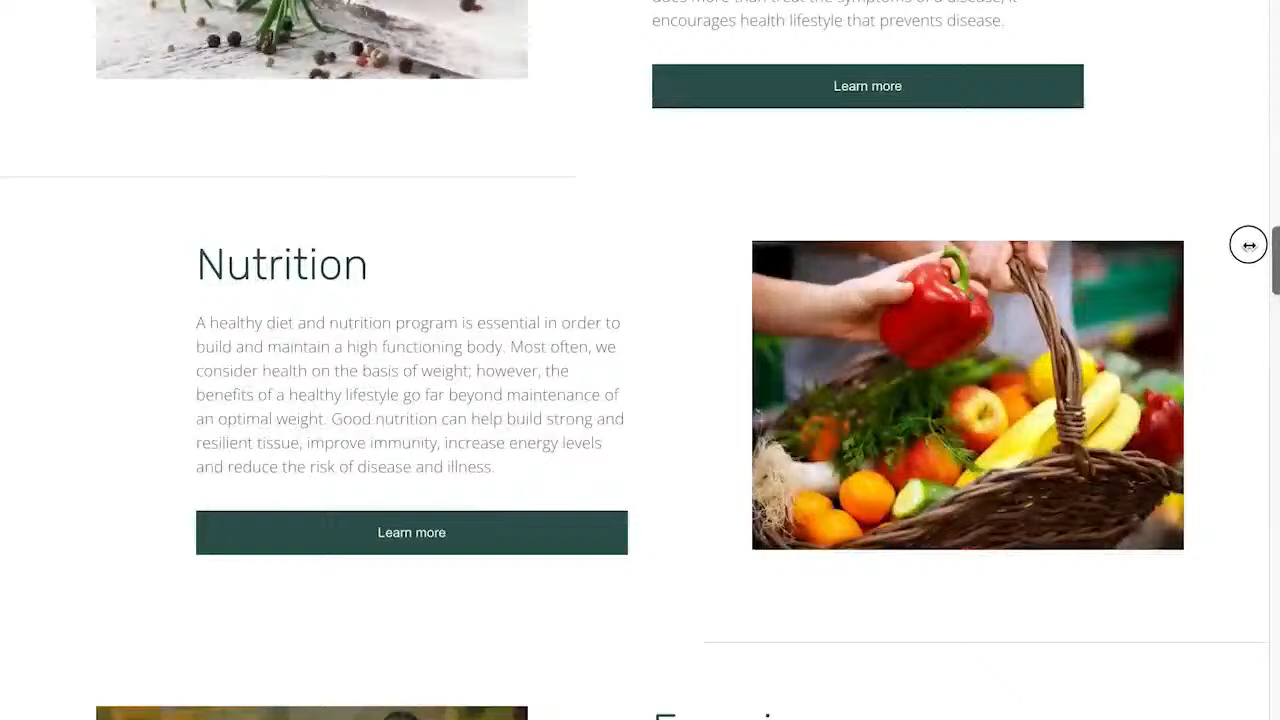 encourages health lifestyle that prevents disease.
Learn more
Nutrition
A healthy diet and nutrition program is essential in order to
build and maintain a high functioning body. Most often, we
consider health on the basis of weight; however, the
benefits of a healthy lifestyle go far beyond maintenance of
an optimal weight. Good nutrition can help build strong and
resilient tissue, improve immunity, increase energy levels
and reduce the risk of disease and illness.
Learn more